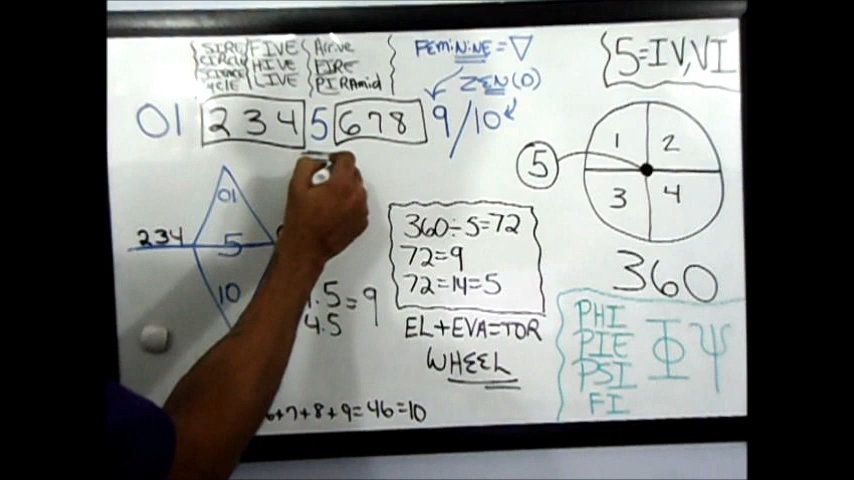 SIRE
CIRCLE
SCIENCE
CYCLE
FIVE
HIVE
LIVE
Arrive
FIRE
PIRAmid
FEMININE=▽
ZEN(0)
01 234 5 678 9/10
5=IV,VI
1 2
3 4
5
360
01
234
5
10
.5=9
4.5
360÷5=72
72=9
72=14=5
EL+EVA=TOR
WHEEL
+7+8+9=46=10
PHI
PIE
PSI
FI
Φ Ψ